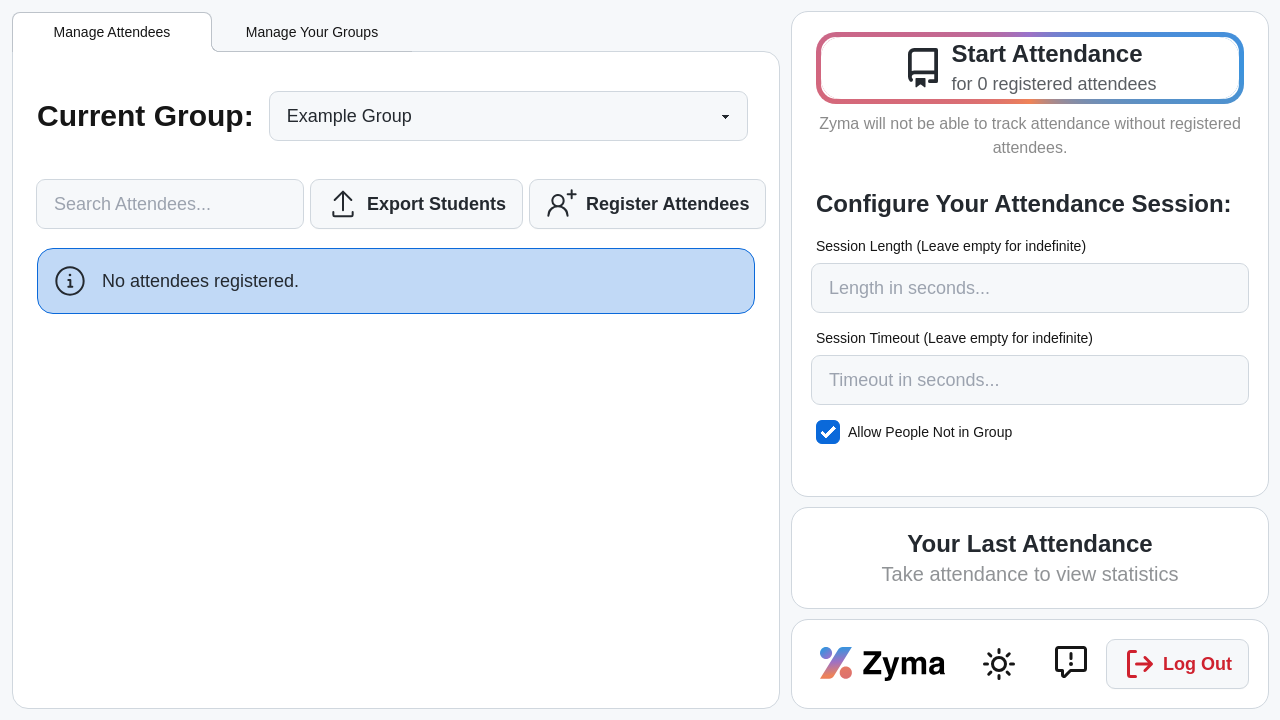 Manage Attendees
Manage Your Groups
Current Group:
Example Group
Search Attendees...
Export Students
Register Attendees
No attendees registered.
Start Attendance
for 0 registered attendees
Zyma will not be able to track attendance without registered
attendees.
Configure Your Attendance Session:
Session Length (Leave empty for indefinite)
Length in seconds...
Session Timeout (Leave empty for indefinite)
Timeout in seconds...
Allow People Not in Group
Your Last Attendance
Take attendance to view statistics
Zyma
Log Out